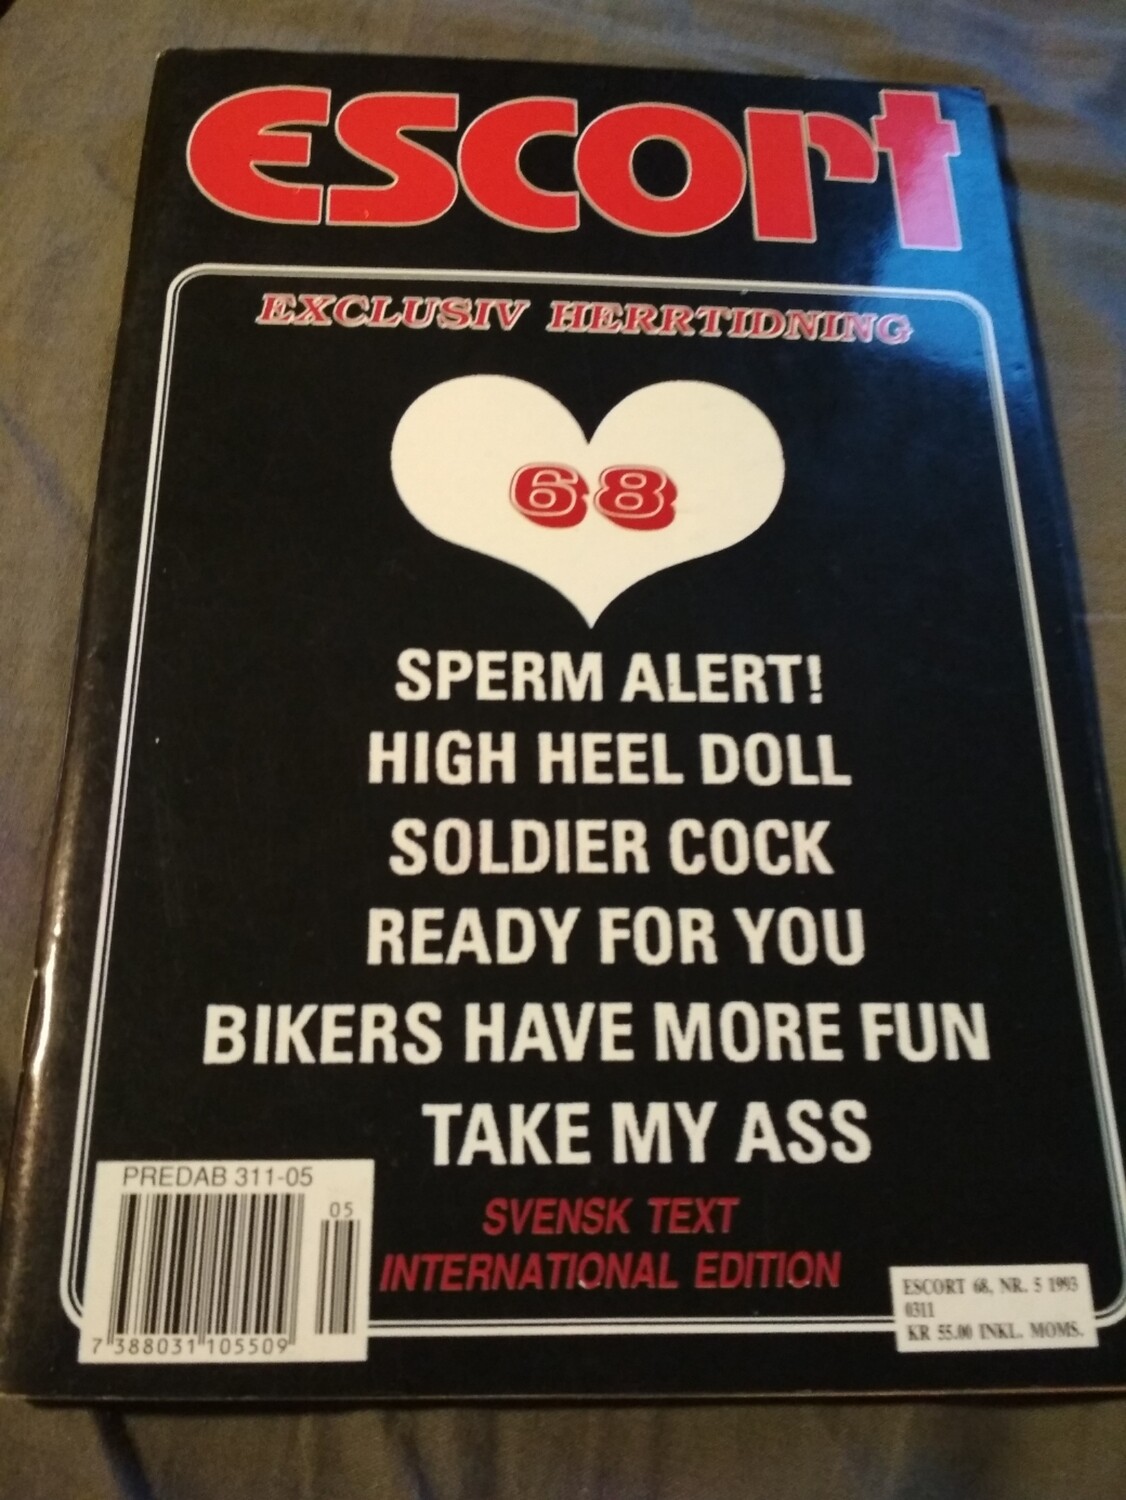 escort
EXCLUSIV HERRTIDNING
68
SPERM ALERT!
HIGH HEEL DOLL
SOLDIER COCK
READY FOR YOU
BIKERS HAVE MORE FUN
TAKE MY ASS
SVENSK TEXT
INTERNATIONAL EDITION
PREDAB 311-05
05
7 388031 105509
ESCORT 68, NR. 5 1993
0311
KR 55.00 INKL. MOMS.